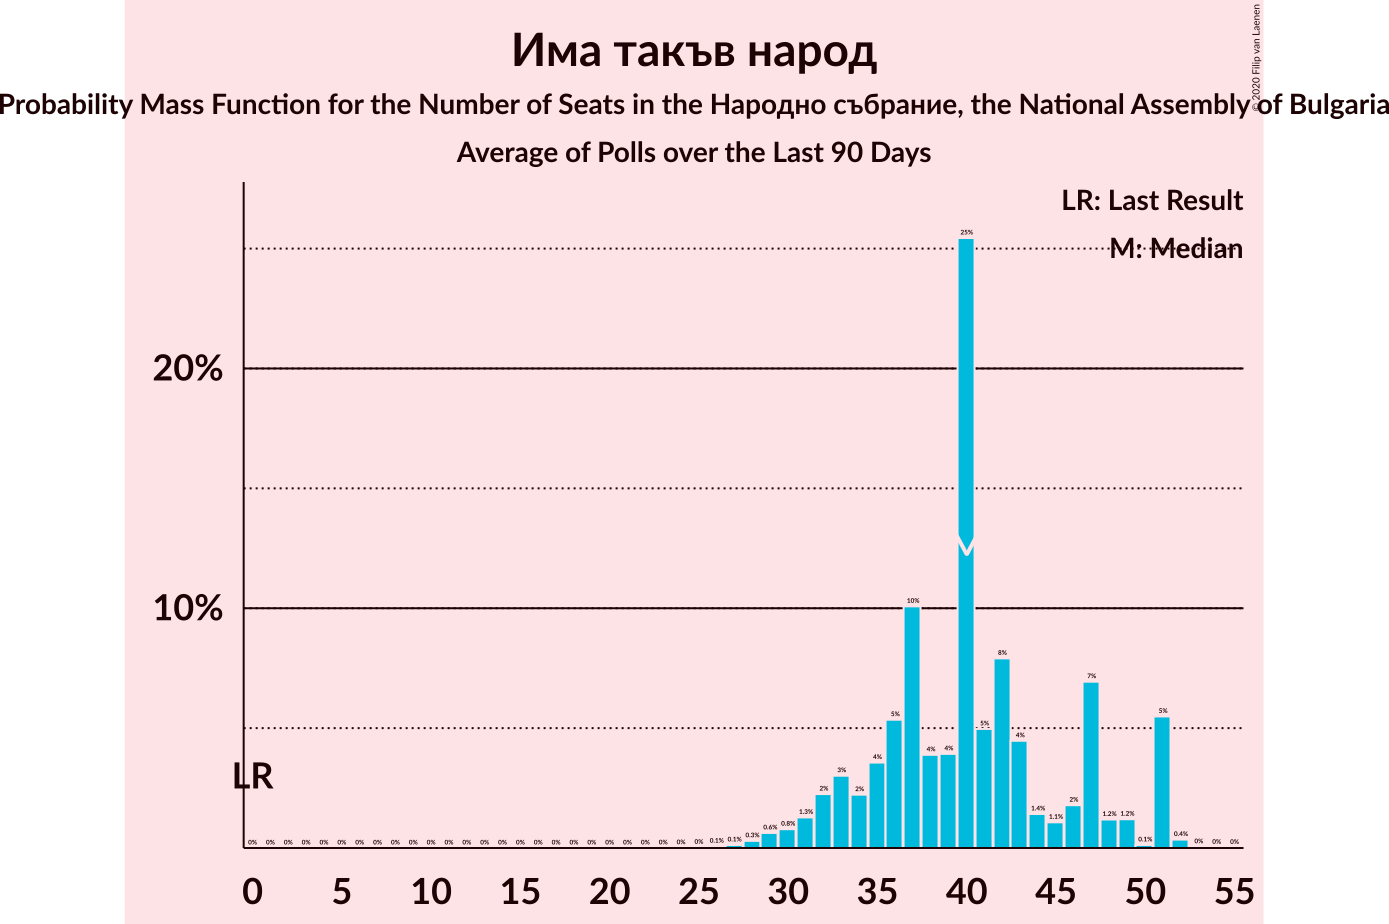 Има такъв народ
Probability Mass Function for the Number of Seats in the Народно събрание, the National Assembly of Bulgaria
Average of Polls over the Last 90 Days
© 2020 Filip van Laenen
LR: Last Result
M: Median
25%
20%
10%
LR
0% 0% 0% 0% 0% 0% 0% 0% 0% 0% 0% 0% 0% 0% 0% 0% 0% 0% 0% 0% 0% 0% 0% 0% 0% 0% 0.1% 0.1% 0.3% 0.6% 0.8% 1.3% 2% 3% 2% 4% 5% 10% 4% 4% 5% 8% 4% 1.4% 1.1% 2% 7% 1.2% 1.2% 0.1% 5% 0.4% 0% 0% 0%
0 5 10 15 20 25 30 35 40 45 50 55